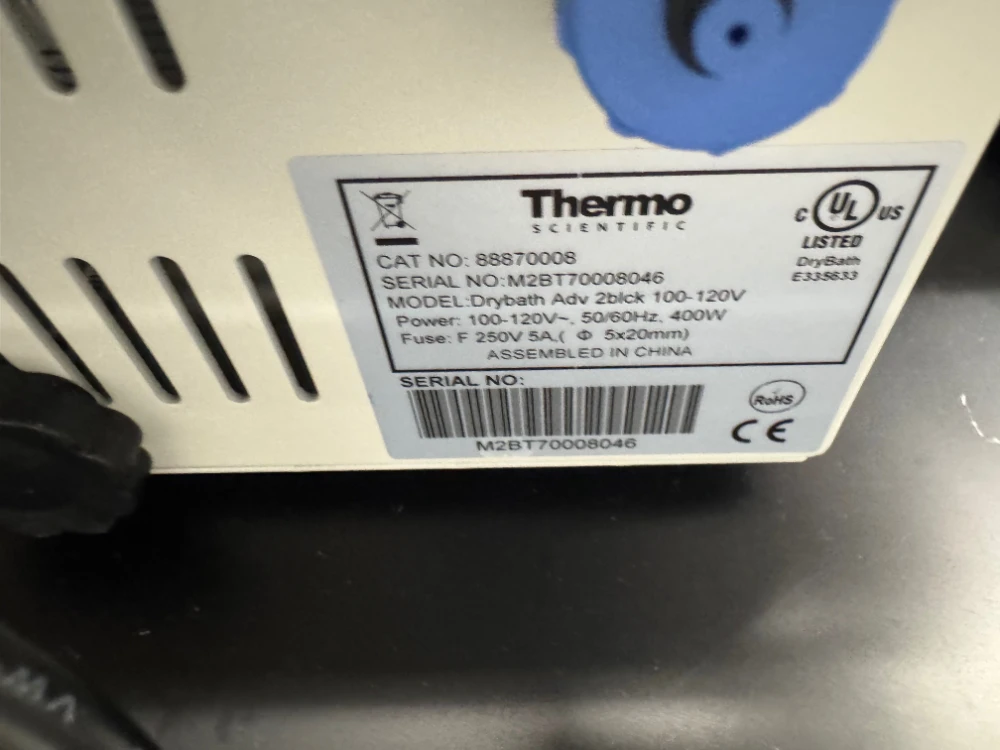 Thermo
SCIENTIFIC
C UL US
LISTED
DryBath
E335633
CAT NO: 88870008
SERIAL NO:M2BT70008046
MODEL:Drybath Adv 2blck 100-120V
Power: 100-120V~, 50/60Hz, 400W
Fuse: F 250V 5A,( Φ 5x20mm)
ASSEMBLED IN CHINA
SERIAL NO:
M2BT70008046
RoHS
CE